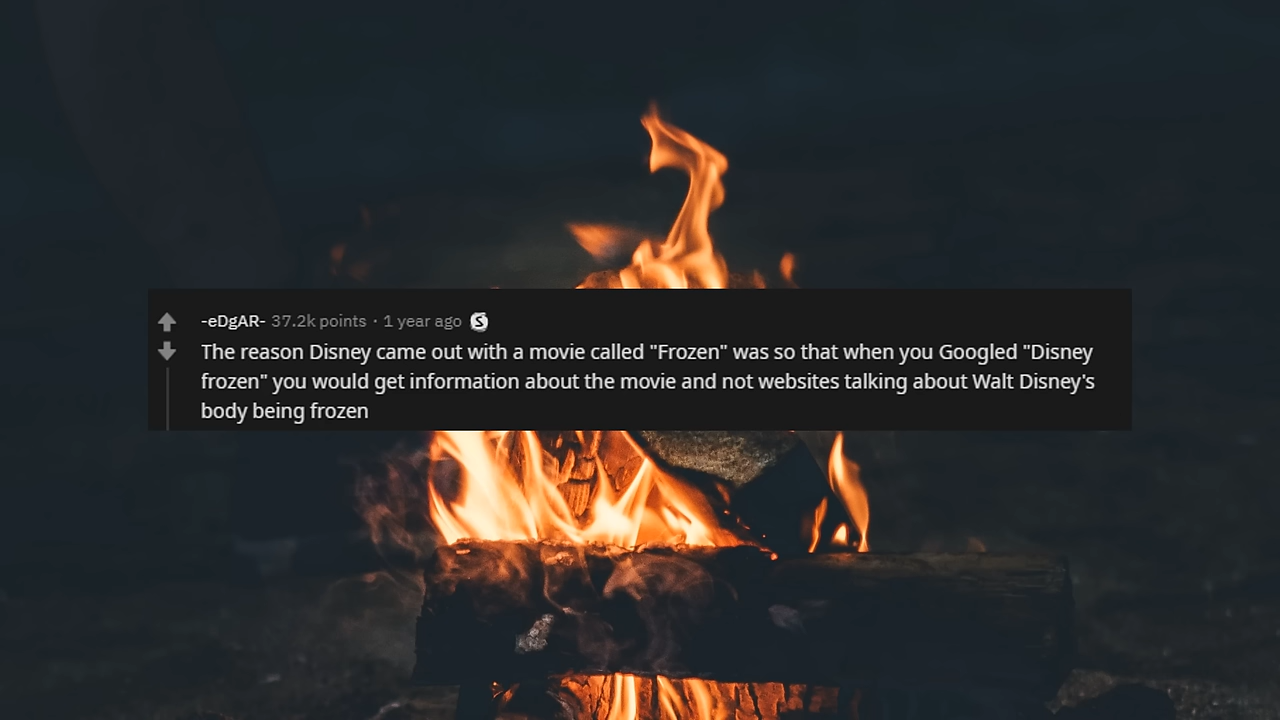 -eDgAR- 37.2k points · 1 year ago S
The reason Disney came out with a movie called "Frozen" was so that when you Googled "Disney
frozen" you would get information about the movie and not websites talking about Walt Disney's
body being frozen